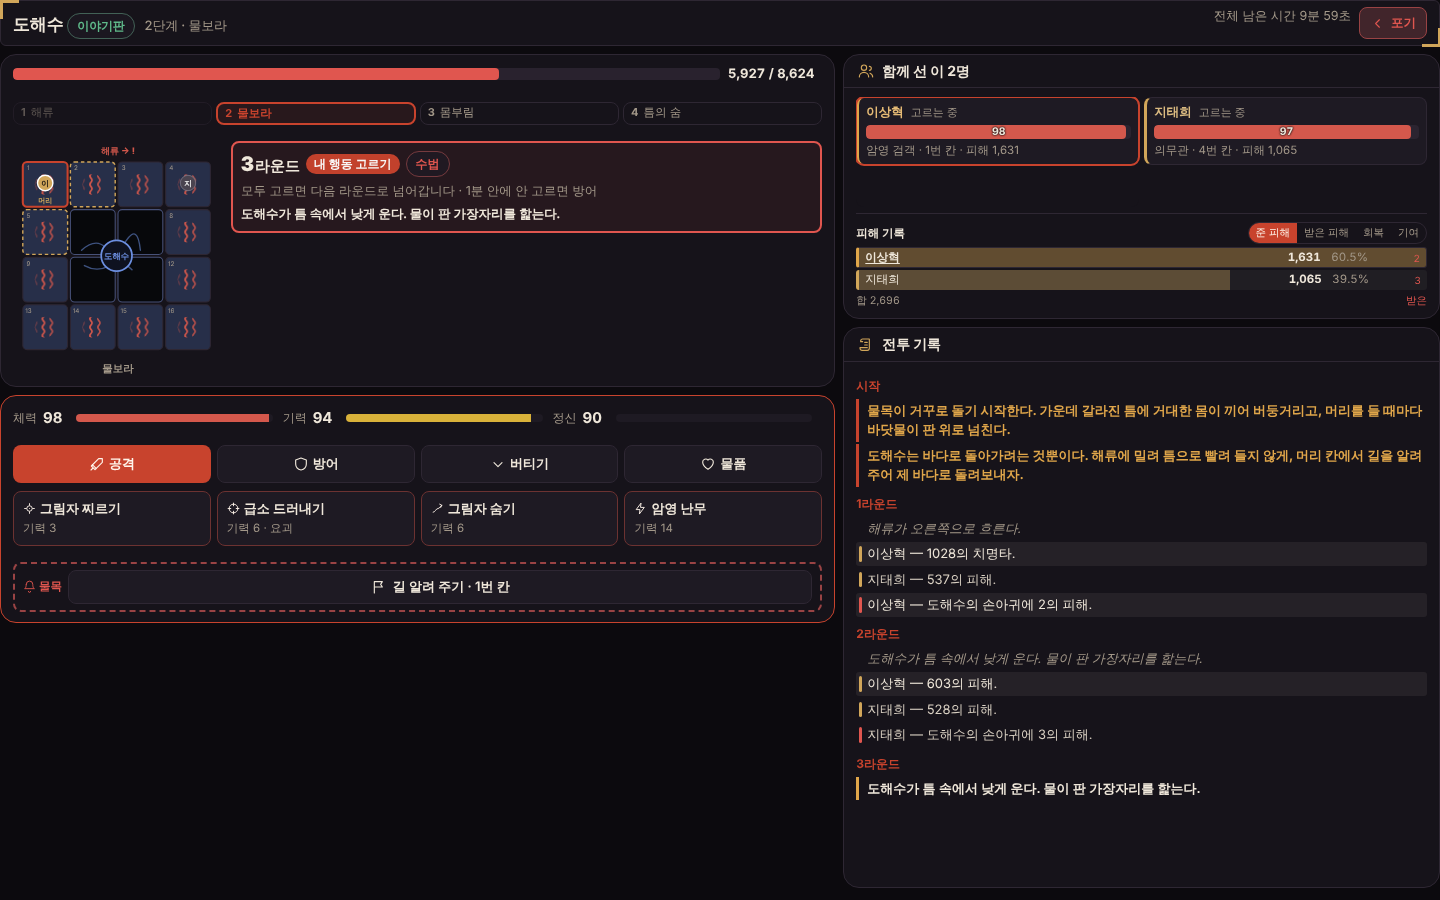 도해수 이야기판 2단계 · 물보라
전체 남은 시간 9분 59초 포기
5,927 / 8,624
1 해류 2 물보라 3 몸부림 4 틈의 숨
해류 → !
1 이 머리 2 3 4 지
5 8
도해수
9 12
13 14 15 16
물보라
3라운드 내 행동 고르기 수법
모두 고르면 다음 라운드로 넘어갑니다 · 1분 안에 안 고르면 방어
도해수가 틈 속에서 낮게 운다. 물이 판 가장자리를 핥는다.
체력 98 기력 94 정신 90
공격 방어 버티기 물품
그림자 찌르기 급소 드러내기 그림자 숨기 암영 난무
기력 3 기력 6 · 요괴 기력 6 기력 14
물목 길 알려 주기 · 1번 칸
함께 선 이 2명
이상혁 고르는 중 지태희 고르는 중
98 97
암영 검객 · 1번 칸 · 피해 1,631 의무관 · 4번 칸 · 피해 1,065
피해 기록 준 피해 받은 피해 회복 기여
이상혁 1,631 60.5% 2
지태희 1,065 39.5% 3
합 2,696 받은
전투 기록
시작
물목이 거꾸로 돌기 시작한다. 가운데 갈라진 틈에 거대한 몸이 끼어 버둥거리고, 머리를 들 때마다
바닷물이 판 위로 넘친다.
도해수는 바다로 돌아가려는 것뿐이다. 해류에 밀려 틈으로 빨려 들지 않게, 머리 칸에서 길을 알려
주어 제 바다로 돌려보내자.
1라운드
해류가 오른쪽으로 흐른다.
이상혁 — 1028의 치명타.
지태희 — 537의 피해.
이상혁 — 도해수의 손아귀에 2의 피해.
2라운드
도해수가 틈 속에서 낮게 운다. 물이 판 가장자리를 핥는다.
이상혁 — 603의 피해.
지태희 — 528의 피해.
지태희 — 도해수의 손아귀에 3의 피해.
3라운드
도해수가 틈 속에서 낮게 운다. 물이 판 가장자리를 핥는다.